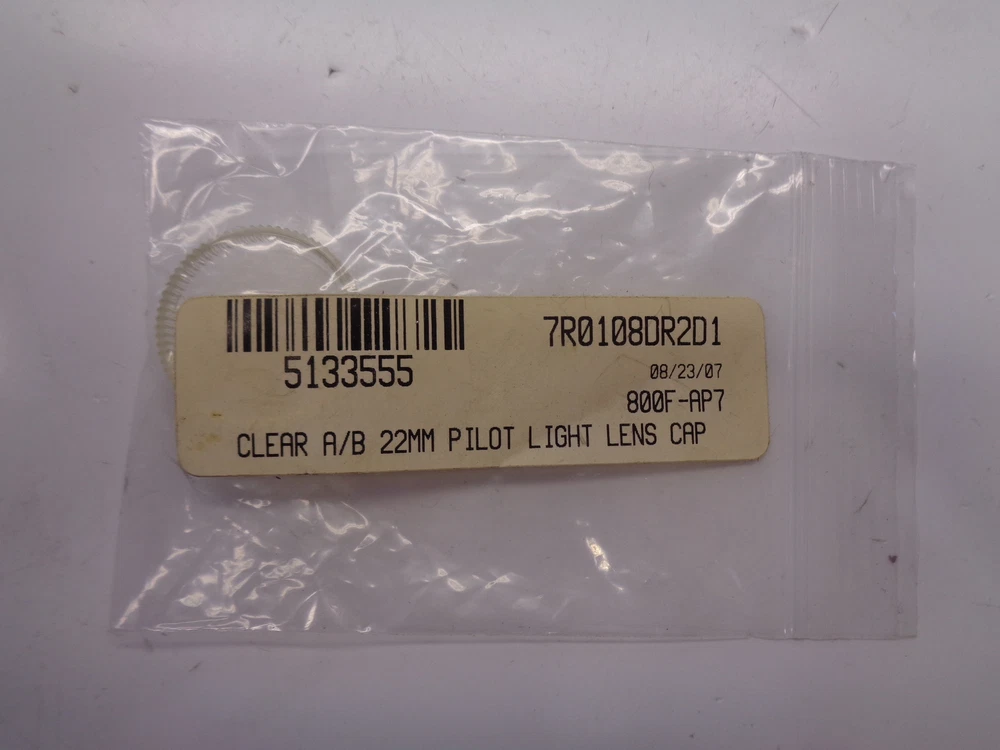 7R0108DR2D1
5133555
08/23/07
800F-AP7
CLEAR A/B 22MM PILOT LIGHT LENS CAP